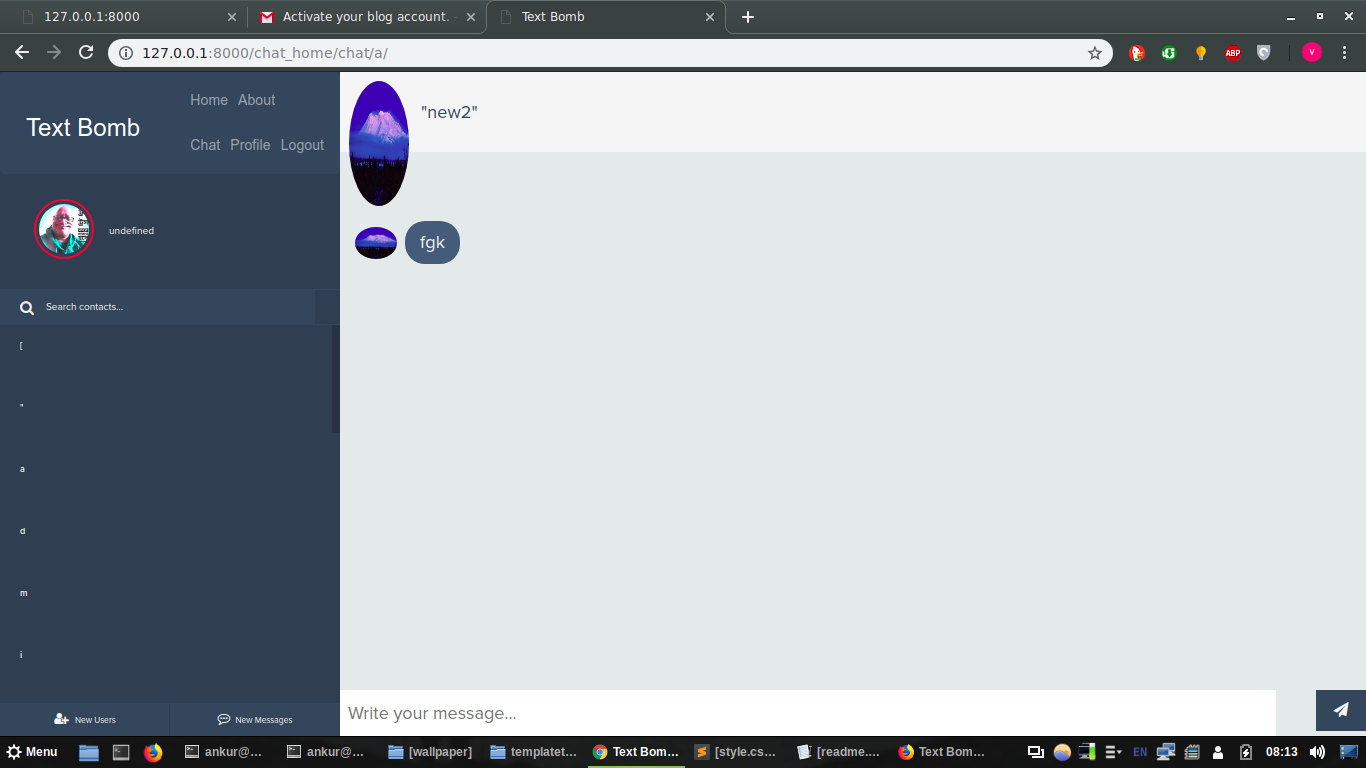 127.0.0.1:8000
Activate your blog account.
Text Bomb
127.0.0.1:8000/chat_home/chat/a/
ABP
V
Text Bomb
Home About
Chat Profile Logout
"new2"
undefined
fgk
Search contacts...
[
"
a
d
m
i
New Users
New Messages
Write your message...
Menu
ankur@...
ankur@...
[wallpaper]
templatet...
Text Bom...
[style.cs...
[readme....
Text Bom...
EN
08:13